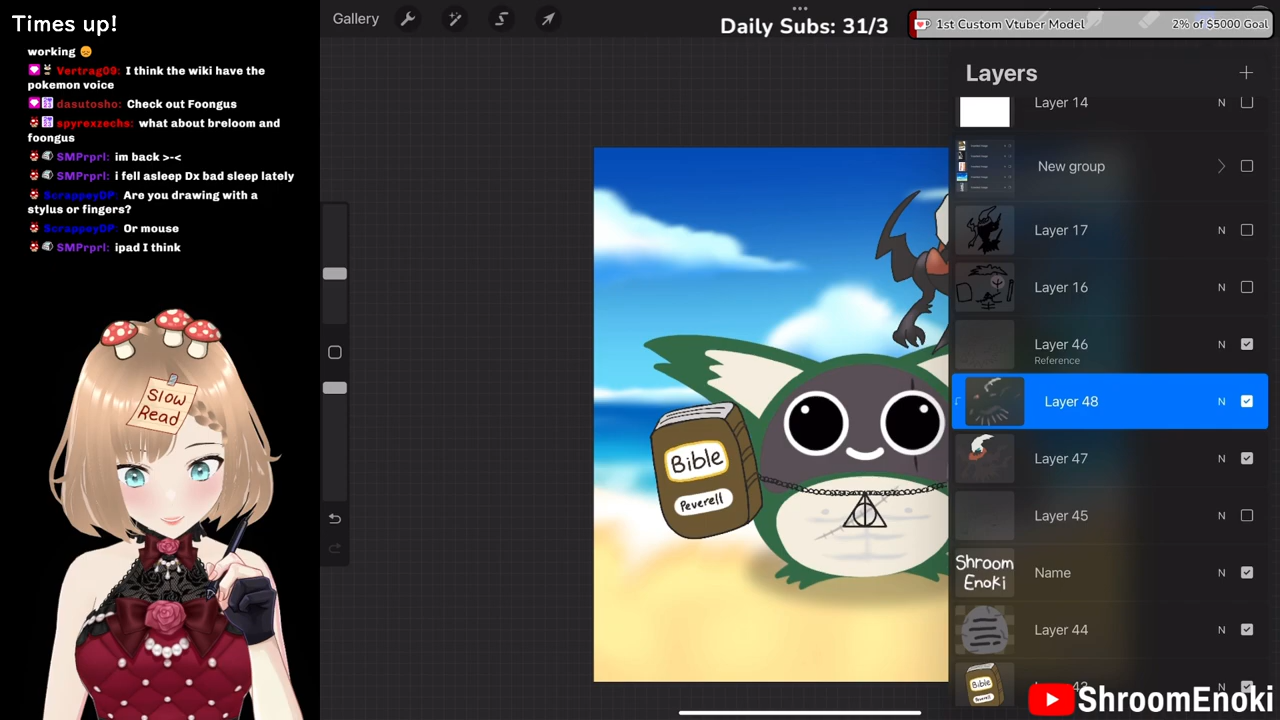 Times up!
working
Vertrag09: I think the wiki have the
pokemon voice
dasutosho: Check out Foongus
spyrexzechs: what about breloom and
foongus
SMPrprl: im back >-<
SMPrprl: i fell asleep Dx bad sleep lately
ScrappeyDP: Are you drawing with a
stylus or fingers?
ScrappeyDP: Or mouse
SMPrprl: ipad I think
Slow
Read
Gallery
Daily Subs: 31/3
1st Custom Vtuber Model
2% of $5000 Goal
Bible
Peverell
Layers
Layer 14 N
New group
Layer 17 N
Layer 16 N
Layer 46 N
Reference
Layer 48 N
Layer 47 N
Layer 45 N
Shroom
Enoki
Name N
Layer 44 N
Bible
ShroomEnoki